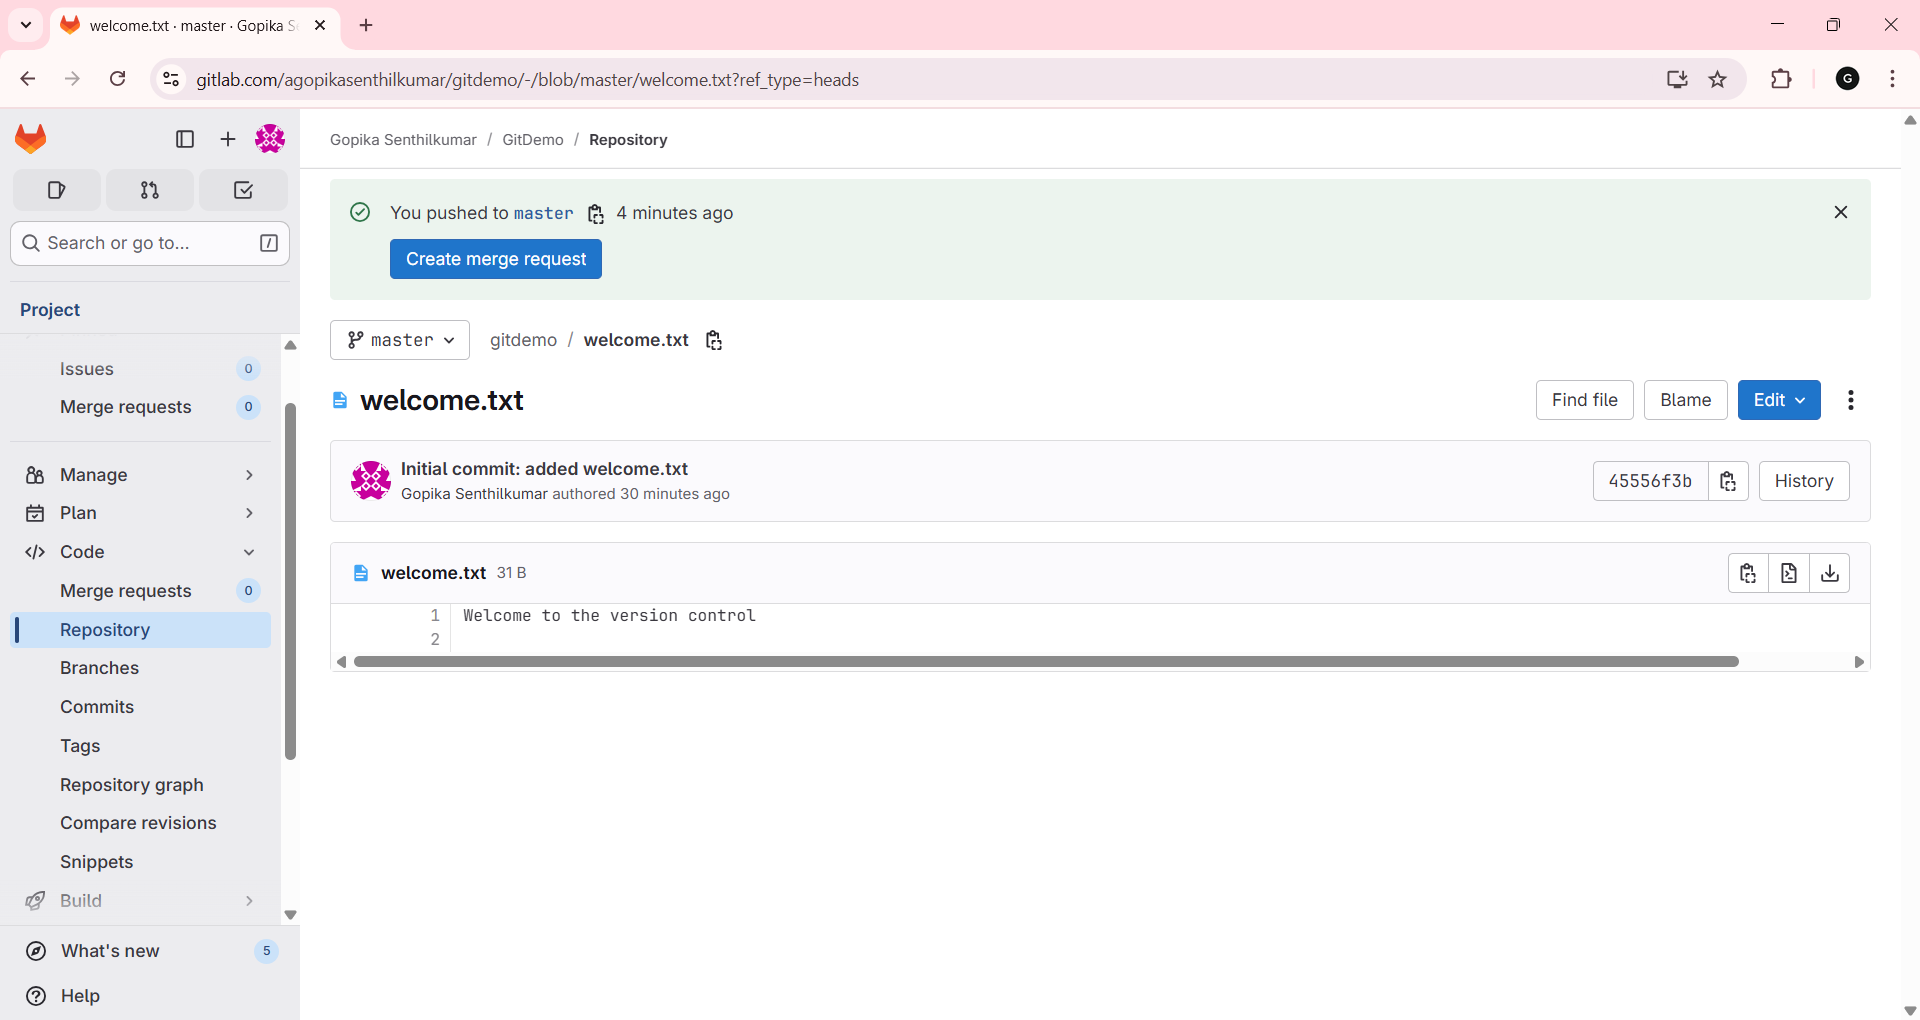 welcome.txt · master · Gopika S
gitlab.com/agopikasenthilkumar/gitdemo/-/blob/master/welcome.txt?ref_type=heads
G
Search or go to...
/
Project
Issues 0
Merge requests 0
Manage
Plan
Code
Merge requests 0
Repository
Branches
Commits
Tags
Repository graph
Compare revisions
Snippets
Build
What's new 5
Help
Gopika Senthilkumar / GitDemo / Repository
You pushed to master 4 minutes ago
Create merge request
master
gitdemo / welcome.txt
welcome.txt
Find file
Blame
Edit
Initial commit: added welcome.txt
Gopika Senthilkumar authored 30 minutes ago
45556f3b
History
welcome.txt 31 B
1 Welcome to the version control
2